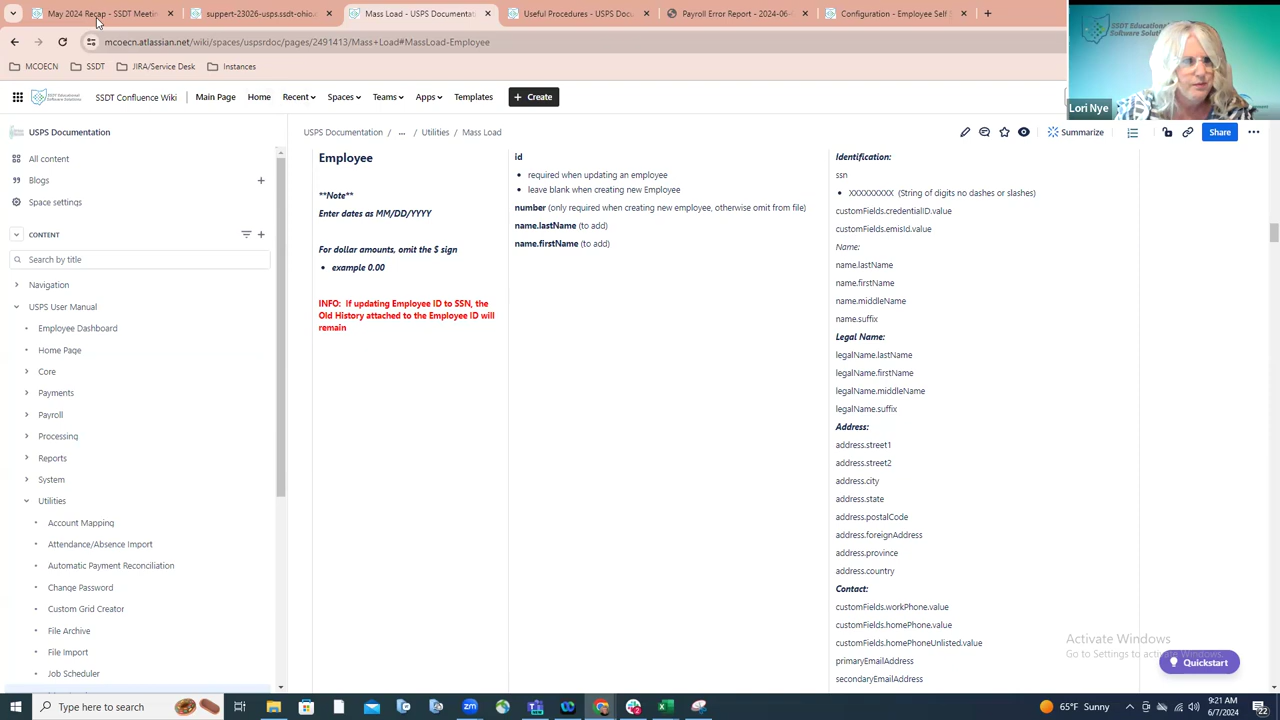 May 2024 Recap - SSDT Meeti
suppert-23026-usps.ssdt-ohio
Mass Load - USPS Documentat
Useful Procedures - USPS Docum
Payroll Error Report - 2024-06-
Configuration - Employee Self
mcoecn.atlassian.net/wiki/spaces/uspsrdoc/pages/2491413/Mass+Load#MassLoad-Employee
MCOECN
SSDT
JIRA/Service Desk
Instances
SSDT Educational
Software Solutions
Lori Nye
SSDT Confluence Wiki
Main Page
Home
Recent
Spaces
Teams
Apps
Templates
+ Create
USPS Documentation
USPS Documentation / ... / Utilities / Mass Load
Summarize
Share
All content
Blogs
Space settings
CONTENT
Search by title
Navigation
USPS User Manual
Employee Dashboard
Home Page
Core
Payments
Payroll
Processing
Reports
System
Utilities
Account Mapping
Attendance/Absence Import
Automatic Payment Reconciliation
Change Password
Custom Grid Creator
File Archive
File Import
Job Scheduler
Employee
**Note**
Enter dates as MM/DD/YYYY
For dollar amounts, omit the $ sign
• example 0.00
INFO: If updating Employee ID to SSN, the
Old History attached to the Employee ID will
remain
id
• required when updating an employee
• leave blank when creating new Employee
number (only required when creating new employee, otherwise omit from file)
name.lastName (to add)
name.firstName (to add)
Identification:
ssn
• XXXXXXXXX (String of digits no dashes or slashes)
customFields.credentialID.value
customFields.emisId.value
Name:
name.lastName
name.firstName
name.middleName
name.suffix
Legal Name:
legalName.lastName
legalName.firstName
legalName.middleName
legalName.suffix
Address:
address.street1
address.street2
address.city
address.state
address.postalCode
address.foreignAddress
address.province
address.country
Contact:
customFields.workPhone.value
customFields.homePhone.value
customFields.homePhoneUnlisted.value
primaryEmailAddress
secondaryEmailAddress
Activate Windows
Go to Settings to activate Windows.
Quickstart
Type here to search
65°F Sunny
9:21 AM
6/7/2024
22